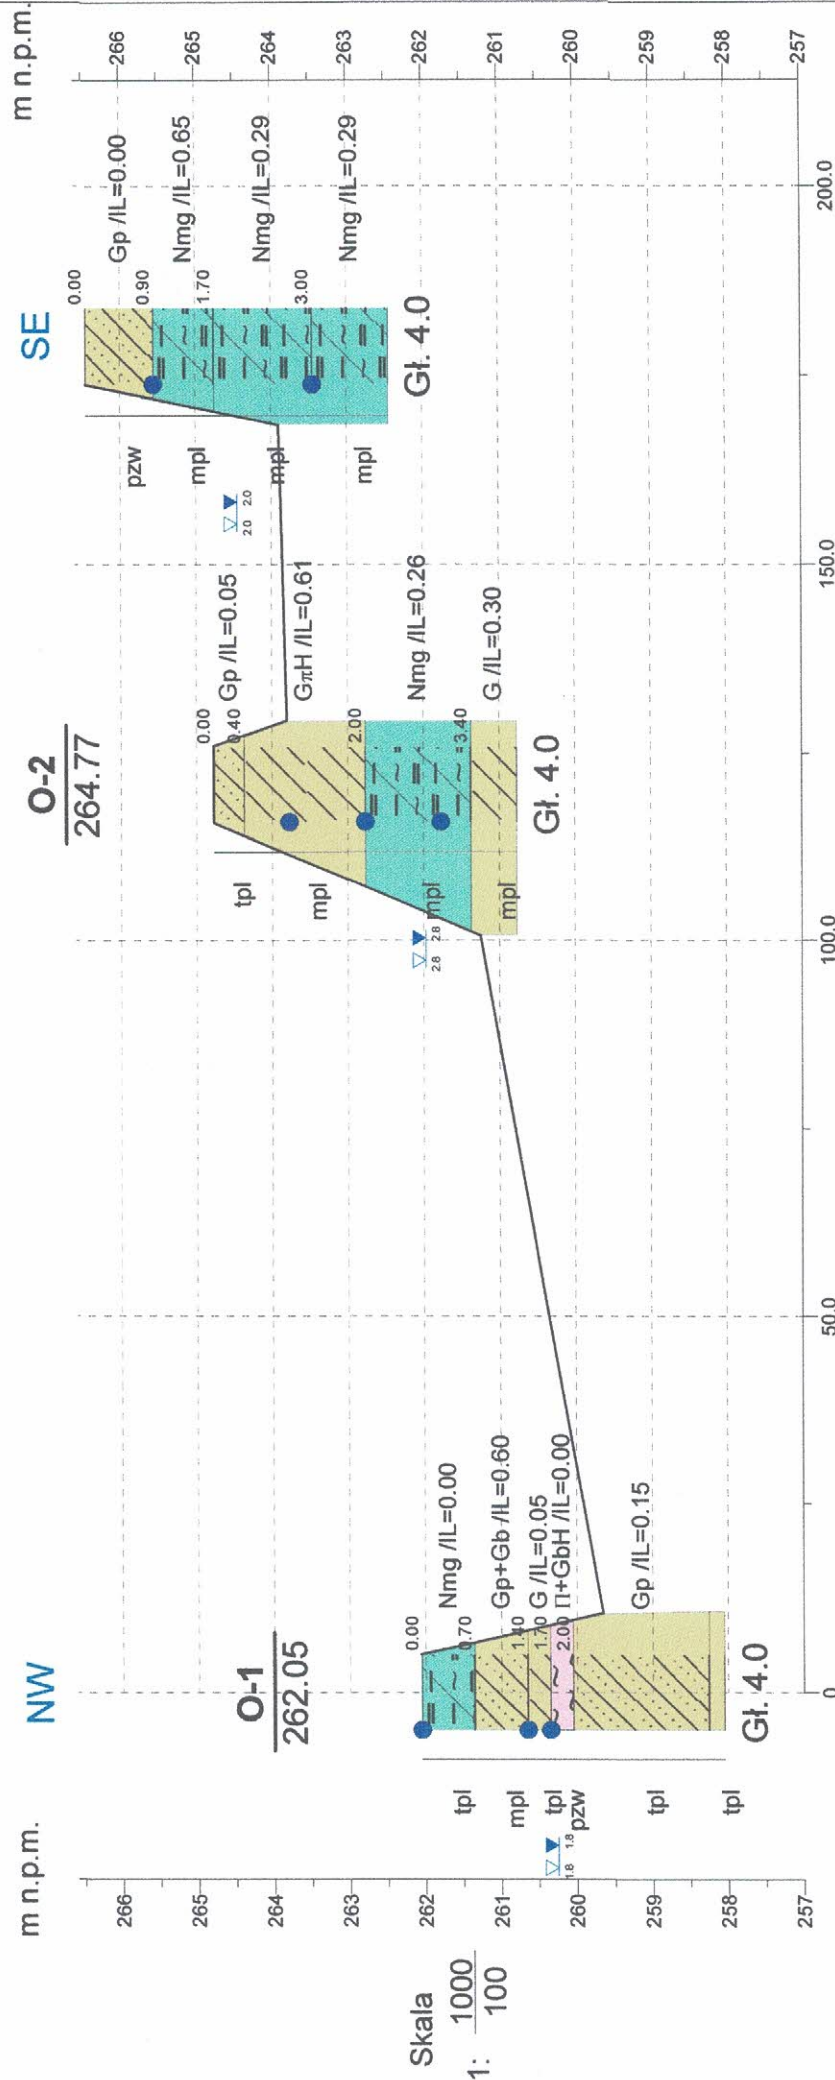 NW
SE
m n.p.m.
m n.p.m.
266
265
264
263
262
261
260
259
258
257
Skala
1: 1000
100
O-1
262.05
0.00
0.70
1.40
1.70
2.00
Nmg /IL=0.00
Gp+Gb /IL=0.60
G /IL=0.05
Π+GbH /IL=0.00
Gp /IL=0.15
tpl
mpl
tpl
pzw
tpl
tpl
1.8 1.8
Gł. 4.0
O-2
264.77
0.00
0.40
2.00
3.40
Gp /IL=0.05
GπH /IL=0.61
Nmg /IL=0.26
G /IL=0.30
tpl
mpl
mpl
mpl
2.8 2.8
Gł. 4.0
0.00
0.90
1.70
3.00
Gp /IL=0.00
Nmg /IL=0.65
Nmg /IL=0.29
Nmg /IL=0.29
pzw
mpl
mpl
mpl
2.0 2.0
Gł. 4.0
266
265
264
263
262
261
260
259
258
257
0
50.0
100.0
150.0
200.0